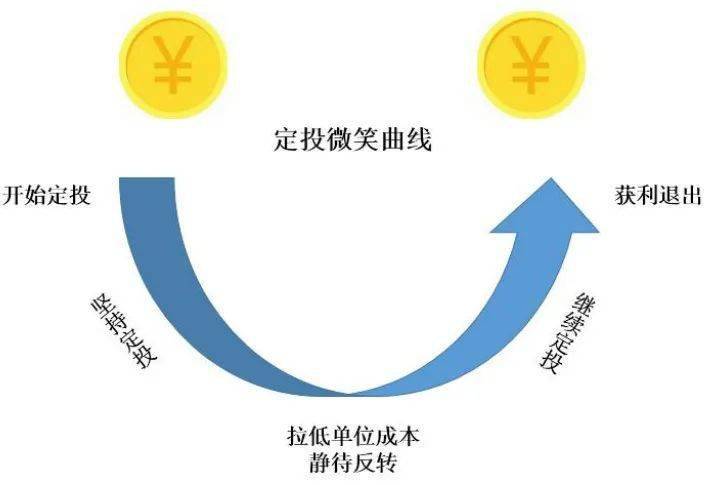 ¥
¥
定投微笑曲线
开始定投
获利退出
坚持定投
继续定投
拉低单位成本
静待反转